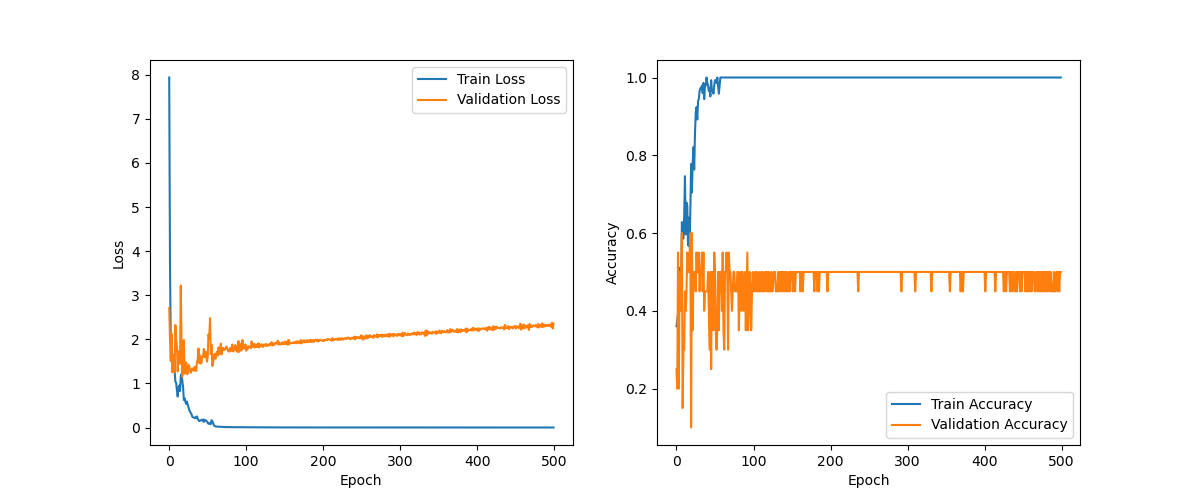 8
7
6
5
4
3
2
1
0
Loss
0 100 200 300 400 500
Epoch
Train Loss
Validation Loss
1.0
0.8
0.6
0.4
0.2
Accuracy
0 100 200 300 400 500
Epoch
Train Accuracy
Validation Accuracy